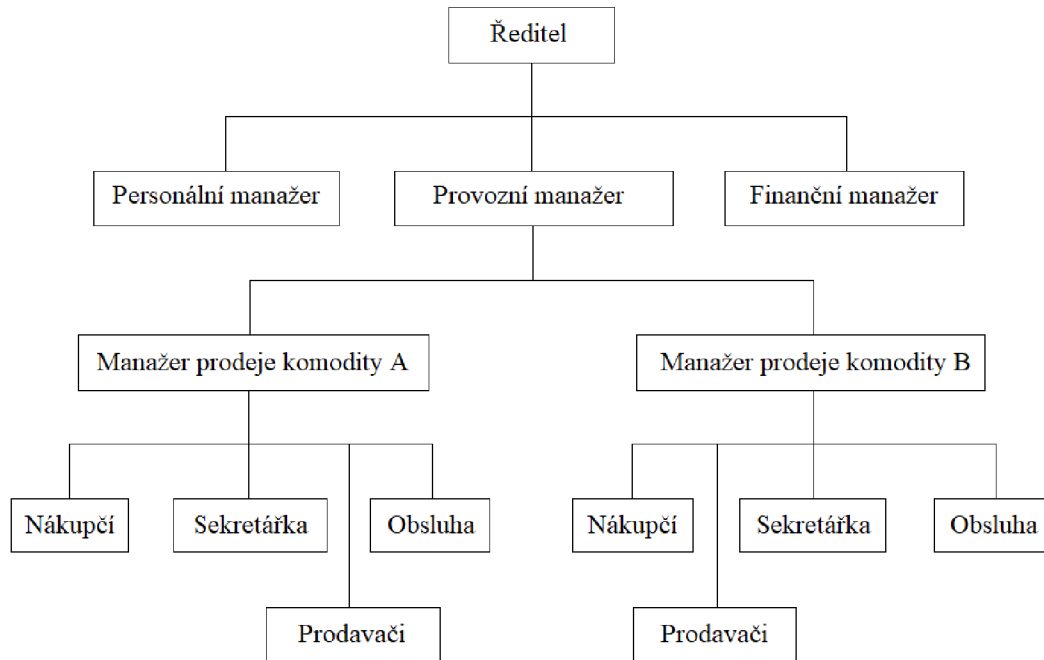 Ředitel
Personální manažer
Provozní manažer
Finanční manažer
Manažer prodeje komodity A
Manažer prodeje komodity B
Nákupčí
Sekretářka
Obsluha
Nákupčí
Sekretářka
Obsluha
Prodavači
Prodavači